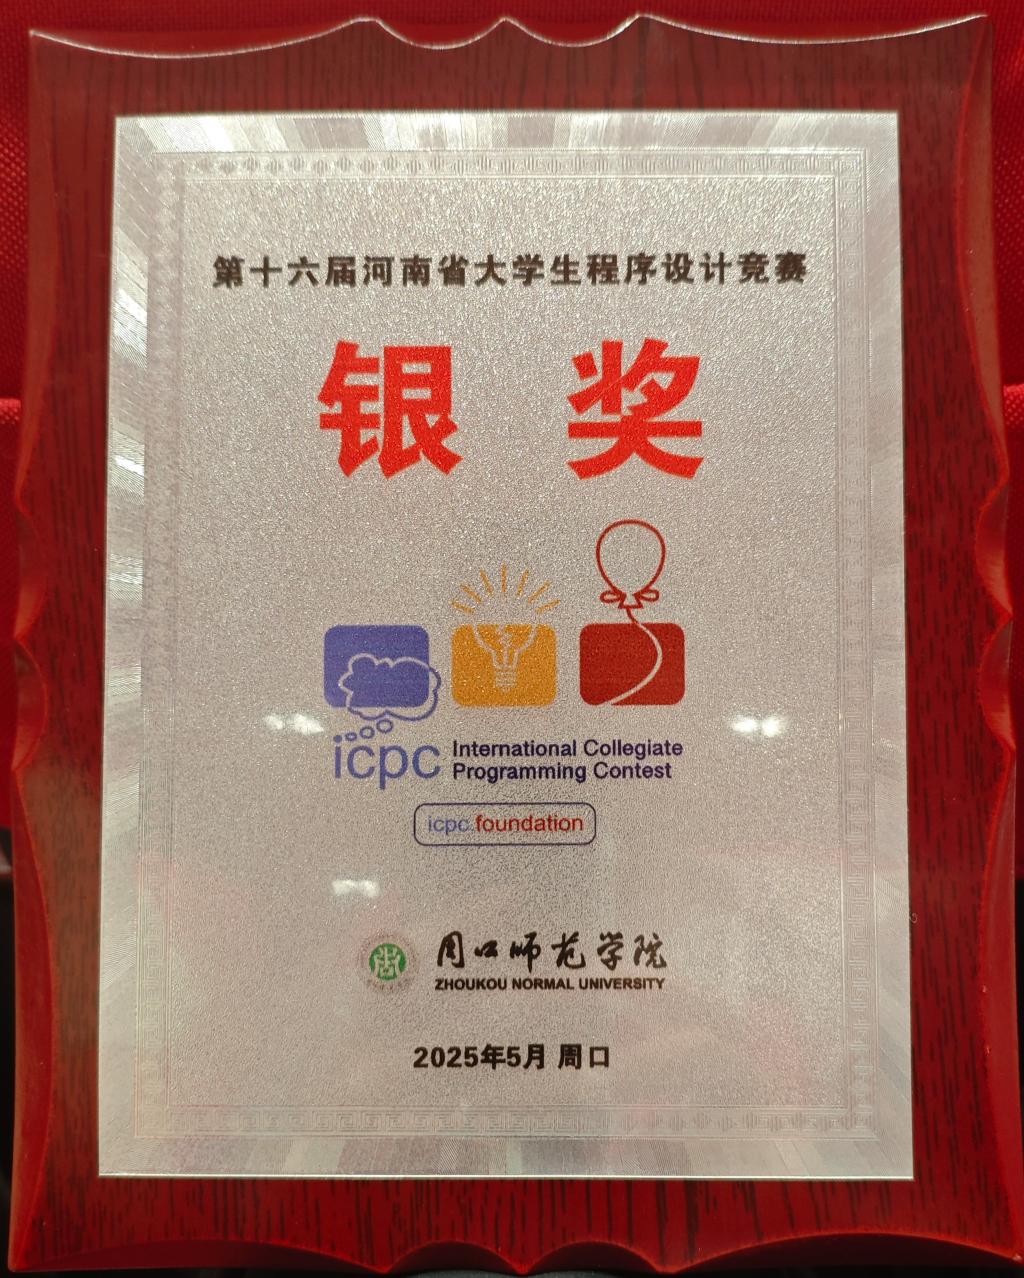 第十六届河南省大学生程序设计竞赛
银 奖
icpc International Collegiate
Programming Contest
icpc.foundation
周口师范学院
ZHOUKOU NORMAL UNIVERSITY
2025年5月 周口